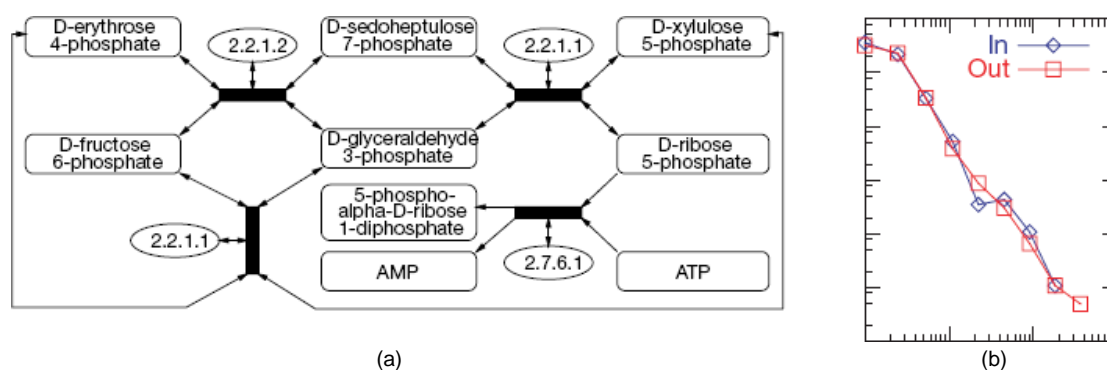 D-erythrose
4-phosphate
2.2.1.2
D-sedoheptulose
7-phosphate
2.2.1.1
D-xylulose
5-phosphate
D-fructose
6-phosphate
D-glyceraldehyde
3-phosphate
D-ribose
5-phosphate
5-phospho-
alpha-D-ribose
1-diphosphate
2.2.1.1
AMP
2.7.6.1
ATP
(a)
In
Out
(b)